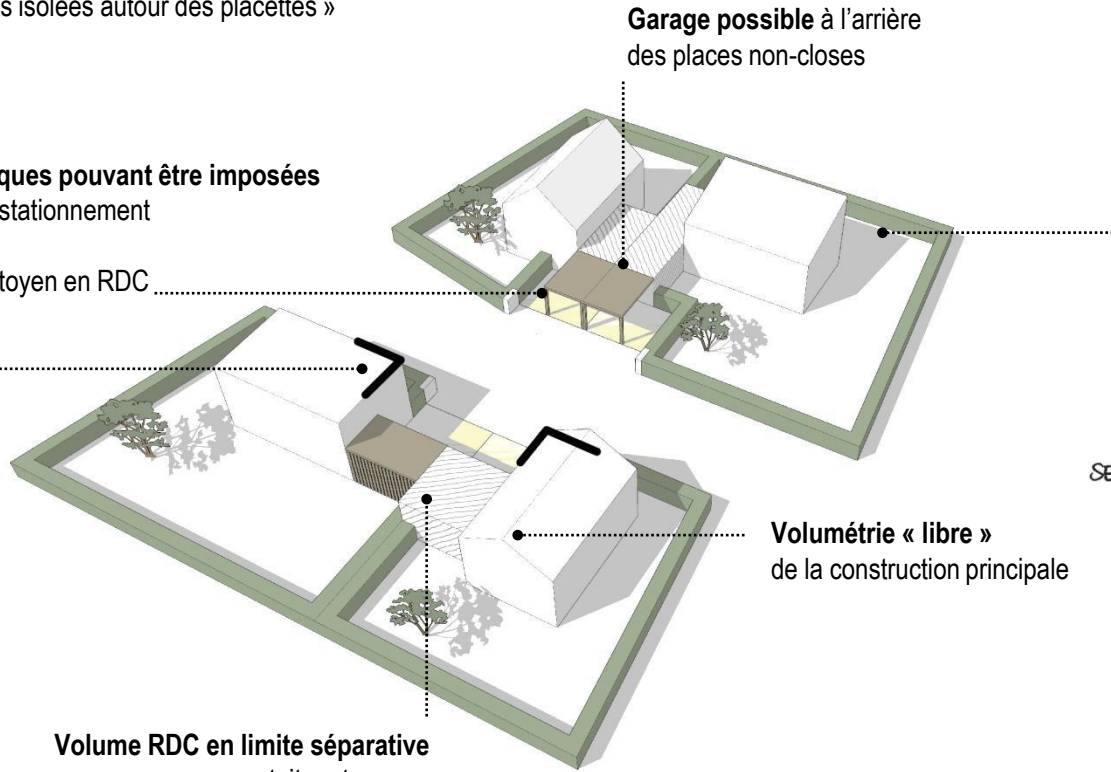 s isolées autour des placettes »
Garage possible à l'arrière
des places non-closes
ques pouvant être imposées
stationnement
toyen en RDC
Volumétrie « libre »
de la construction principale
Volume RDC en limite séparative